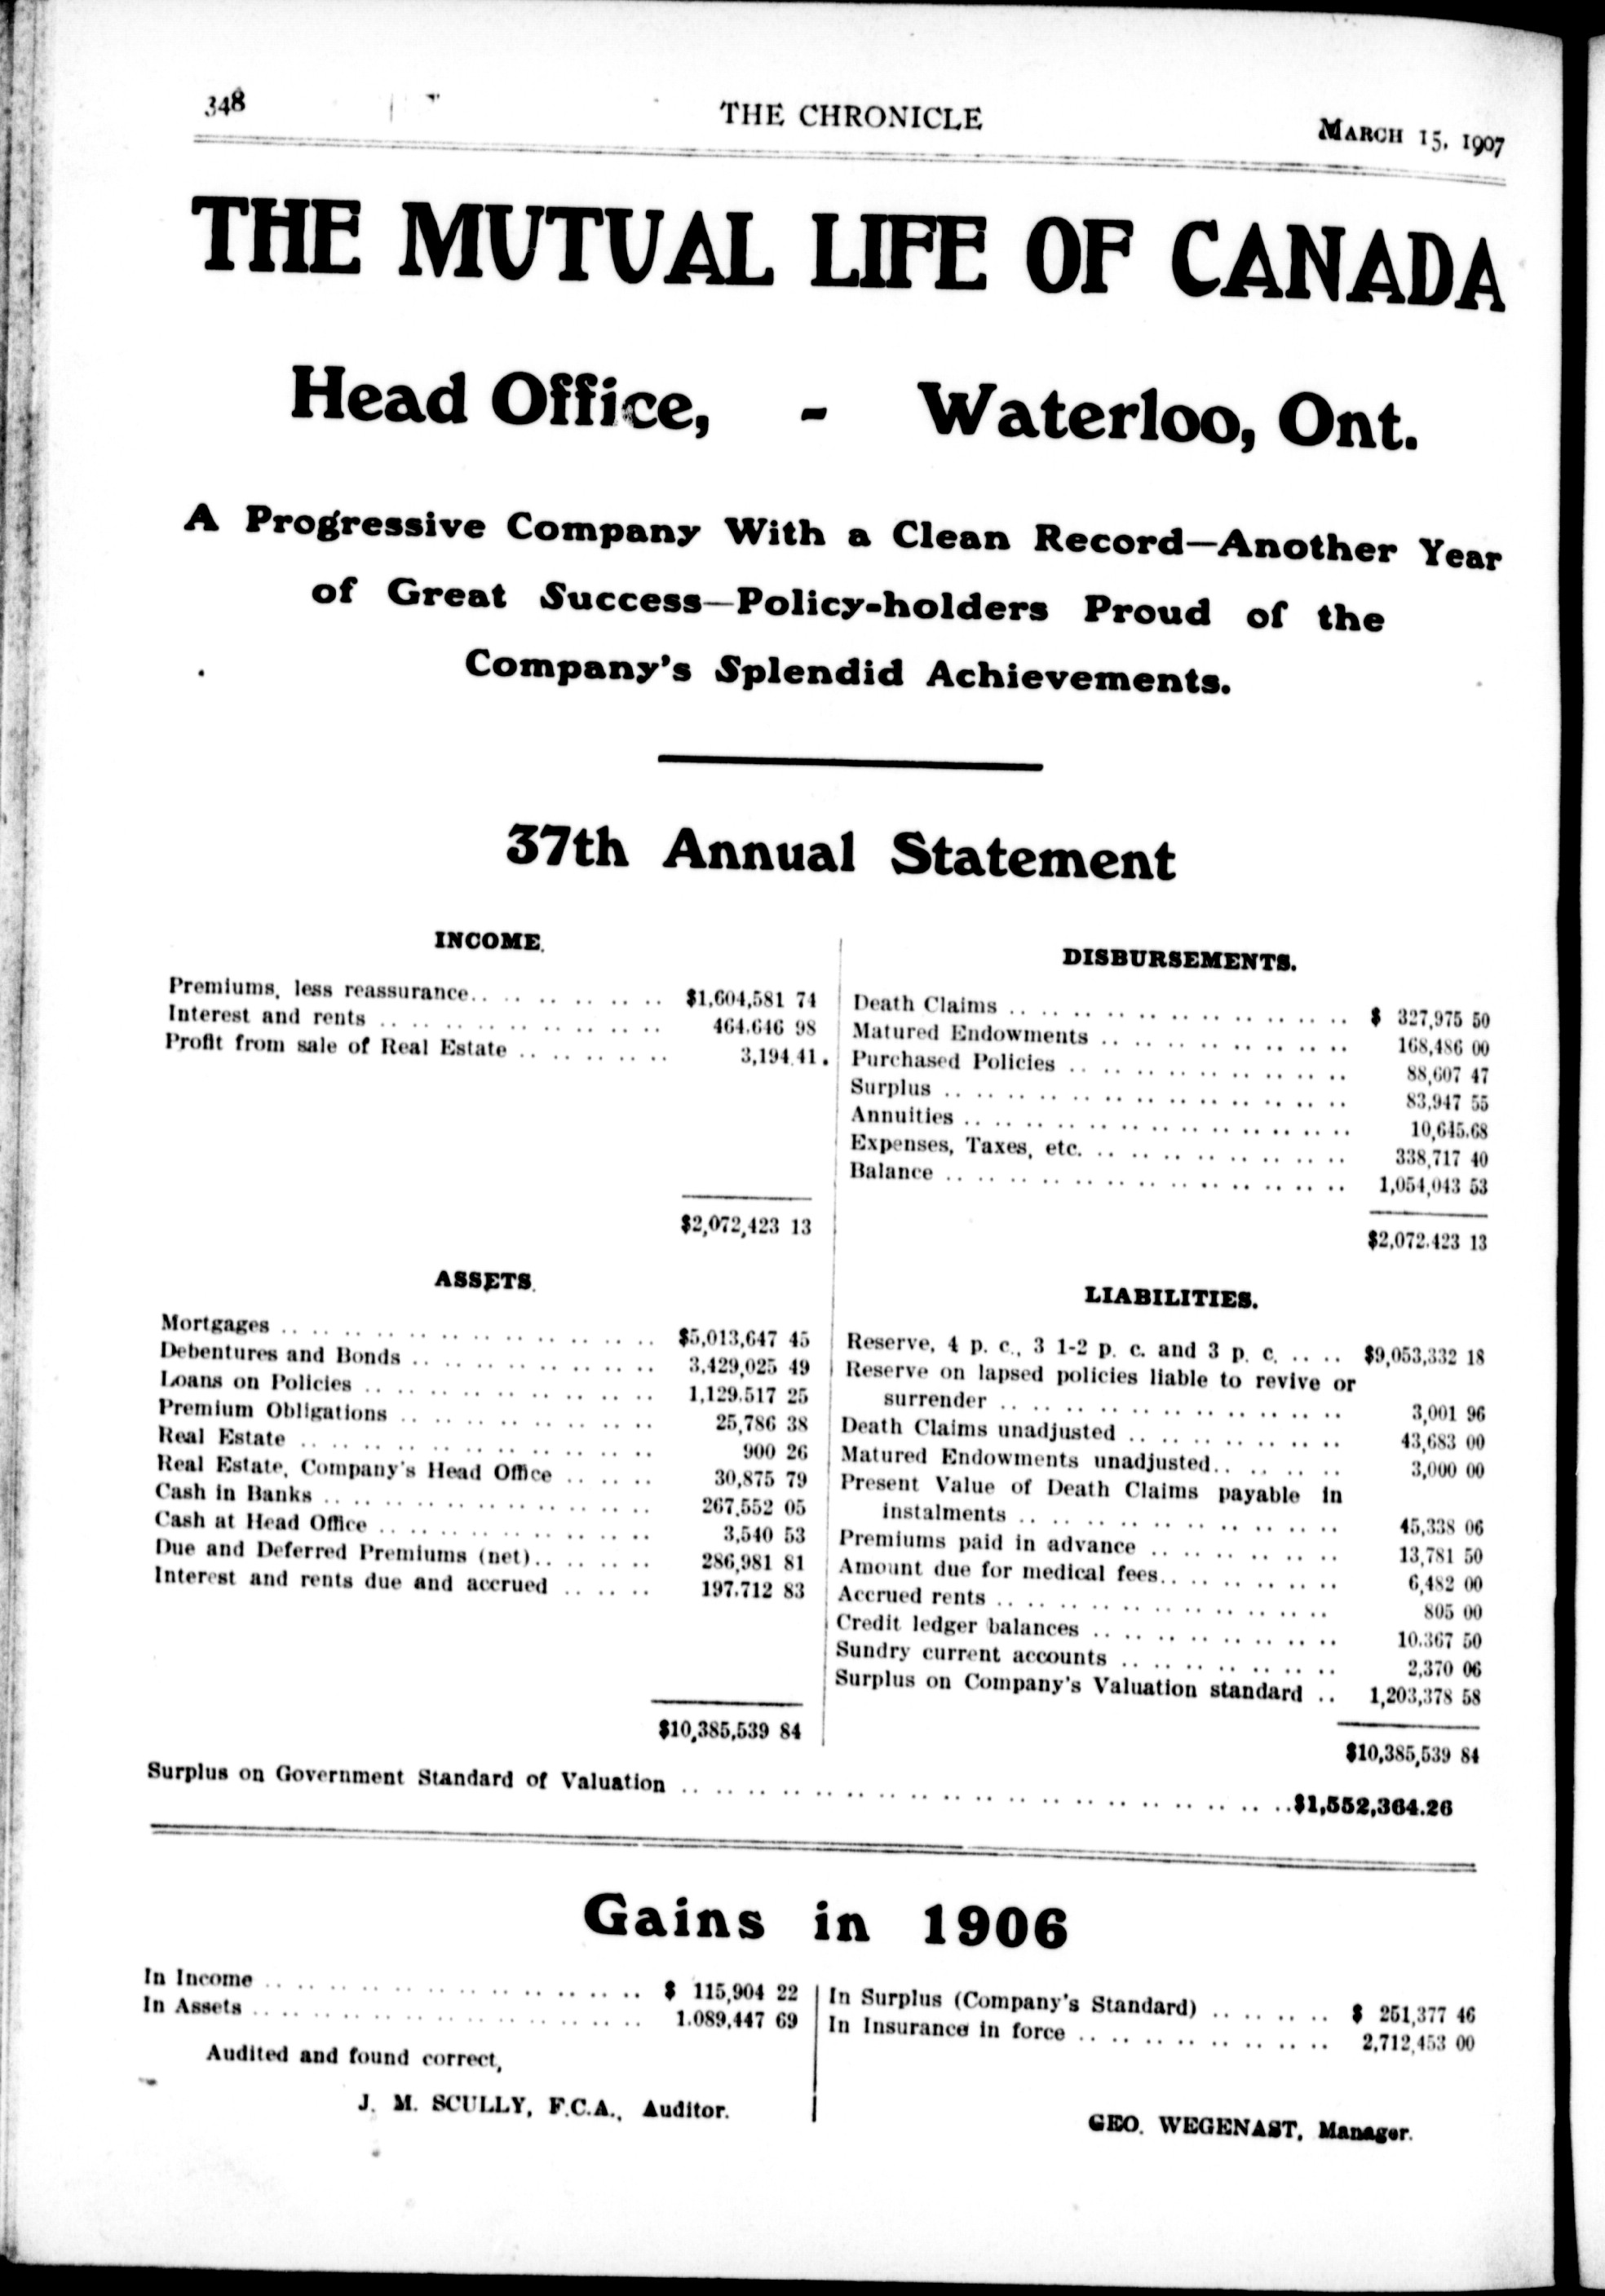 348
THE CHRONICLE
MARCH 15, 1907
THE MUTUAL LIFE OF CANADA
Head Office, - Waterloo, Ont.
A Progressive Company With a Clean Record—Another Year
of Great Success—Policy-holders Proud of the
Company's Splendid Achievements.
37th Annual Statement
INCOME.
Premiums, less reassurance.. .. .. .. .. .. .. $1,604,581 74
Interest and rents .. .. .. .. .. .. .. .. .. 464.646 98
Profit from sale of Real Estate .. .. .. .. .. 3,194.41.
$2,072,423 13
DISBURSEMENTS.
Death Claims .. .. .. .. .. .. .. .. .. .. .. $ 327,975 50
Matured Endowments .. .. .. .. .. .. .. .. 168,486 00
Purchased Policies .. .. .. .. .. .. .. .. .. 88,607 47
Surplus .. .. .. .. .. .. .. .. .. .. .. .. .. 83,947 55
Annuities .. .. .. .. .. .. .. .. .. .. .. .. 10,645.68
Expenses, Taxes, etc. .. .. .. .. .. .. .. .. 338,717 40
Balance .. .. .. .. .. .. .. .. .. .. .. .. .. 1,054,043 53
$2,072.423 13
ASSETS.
Mortgages .. .. .. .. .. .. .. .. .. .. .. .. $5,013,647 45
Debentures and Bonds .. .. .. .. .. .. .. .. 3,429,025 49
Loans on Policies .. .. .. .. .. .. .. .. .. .. 1,129.517 25
Premium Obligations .. .. .. .. .. .. .. .. 25,786 38
Real Estate .. .. .. .. .. .. .. .. .. .. .. 900 26
Real Estate, Company's Head Office .. .. .. 30,875 79
Cash in Banks .. .. .. .. .. .. .. .. .. .. .. 267.552 05
Cash at Head Office .. .. .. .. .. .. .. .. .. 3,540 53
Due and Deferred Premiums (net).. .. .. .. 286,981 81
Interest and rents due and accrued .. .. .. 197.712 83
$10,385,539 84
LIABILITIES.
Reserve, 4 p. c., 3 1-2 p. c. and 3 p. c. .. .. $9,053,332 18
Reserve on lapsed policies liable to revive or
surrender .. .. .. .. .. .. .. .. .. .. .. 3,001 96
Death Claims unadjusted .. .. .. .. .. .. .. 43,683 00
Matured Endowments unadjusted.. .. .. .. 3,000 00
Present Value of Death Claims payable in
instalments .. .. .. .. .. .. .. .. .. .. 45,338 06
Premiums paid in advance .. .. .. .. .. .. 13,781 50
Amount due for medical fees.. .. .. .. .. .. 6,482 00
Accrued rents .. .. .. .. .. .. .. .. .. .. .. 805 00
Credit ledger balances .. .. .. .. .. .. .. .. 10.367 50
Sundry current accounts .. .. .. .. .. .. .. 2,370 06
Surplus on Company's Valuation standard .. 1,203,378 58
$10,385,539 84
Surplus on Government Standard of Valuation .. .. .. .. .. .. .. .. .. .. .. .. .. .. .. .. .. .. ..$1,552,364.26
Gains in 1906
In Income .. .. .. .. .. .. .. .. .. .. .. .. $ 115,904 22
In Assets .. .. .. .. .. .. .. .. .. .. .. .. 1.089,447 69
In Surplus (Company's Standard) .. .. .. .. $ 251,377 46
In Insurance in force .. .. .. .. .. .. .. .. 2,712,453 00
Audited and found correct,
J. M. SCULLY, F.C.A., Auditor.
GEO. WEGENAST, Manager.